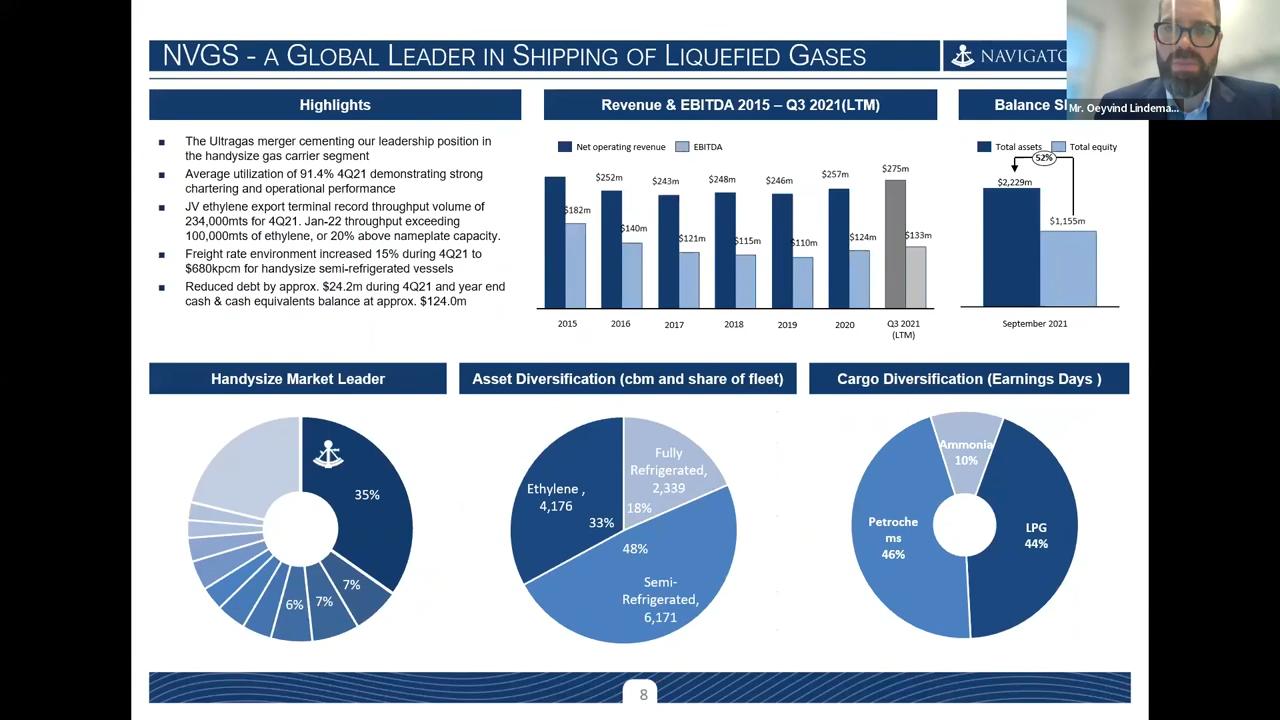 NVGS - A GLOBAL LEADER IN SHIPPING OF LIQUEFIED GASES
Mr. Oeyvind Lindema...
Highlights
The Ultragas merger cementing our leadership position in
the handysize gas carrier segment
Average utilization of 91.4% 4Q21 demonstrating strong
chartering and operational performance
JV ethylene export terminal record throughput volume of
234,000mts for 4Q21. Jan-22 throughput exceeding
100,000mts of ethylene, or 20% above nameplate capacity.
Freight rate environment increased 15% during 4Q21 to
$680kpcm for handysize semi-refrigerated vessels
Reduced debt by approx. $24.2m during 4Q21 and year end
cash & cash equivalents balance at approx. $124.0m
Revenue & EBITDA 2015 – Q3 2021(LTM)
Net operating revenue
EBITDA
$182m
$252m
$140m
$243m
$121m
$248m
$115m
$246m
$110m
$257m
$124m
$275m
$133m
2015
2016
2017
2018
2019
2020
Q3 2021
(LTM)
Balance
Total assets
Total equity
52%
$2,229m
$1,155m
September 2021
Handysize Market Leader
35%
7%
7%
6%
Asset Diversification (cbm and share of fleet)
Fully
Refrigerated,
2,339
18%
Ethylene ,
4,176
33%
48%
Semi-
Refrigerated,
6,171
Cargo Diversification (Earnings Days )
Ammonia
10%
Petroche
ms
46%
LPG
44%
8